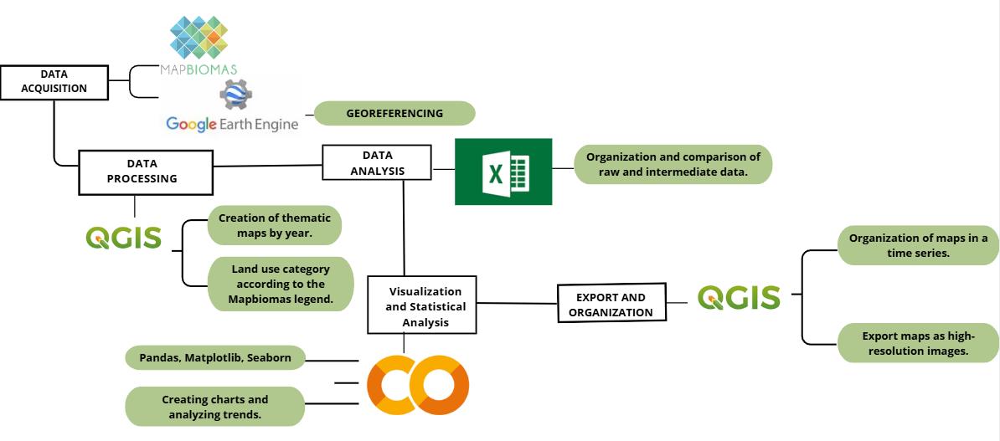 MAPBIOMAS
DATA
ACQUISITION
Google Earth Engine
GEOREFERENCING
DATA
PROCESSING
DATA
ANALYSIS
X
Organization and comparison of
raw and intermediate data.
QGIS
Creation of thematic
maps by year.
Land use category
according to the
Mapbiomas legend.
Visualization
and Statistical
Analysis
EXPORT AND
ORGANIZATION
QGIS
Organization of maps in a
time series.
Export maps as high-
resolution images.
Pandas, Matplotlib, Seaborn
Creating charts and
analyzing trends.